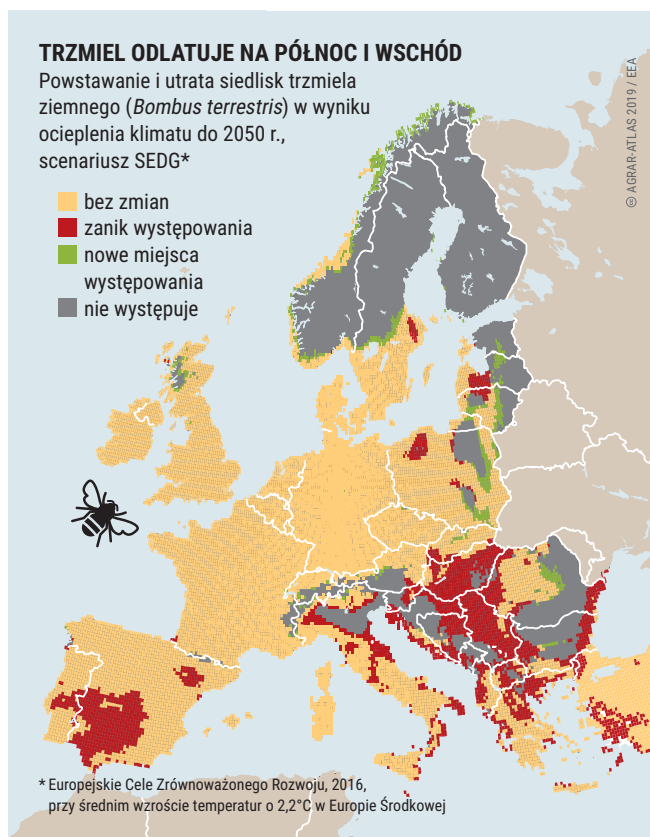 TRZMIEL ODLATUJE NA PÓŁNOC I WSCHÓD
Powstawanie i utrata siedlisk trzmiela
ziemnego (Bombus terrestris) w wyniku
ocieplenia klimatu do 2050 r.,
scenariusz SEDG*
bez zmian
zanik występowania
nowe miejsca
występowania
nie występuje
© AGRAR-ATLAS 2019 / EEA
* Europejskie Cele Zrównoważonego Rozwoju, 2016,
przy średnim wzroście temperatur o 2,2°C w Europie Środkowej